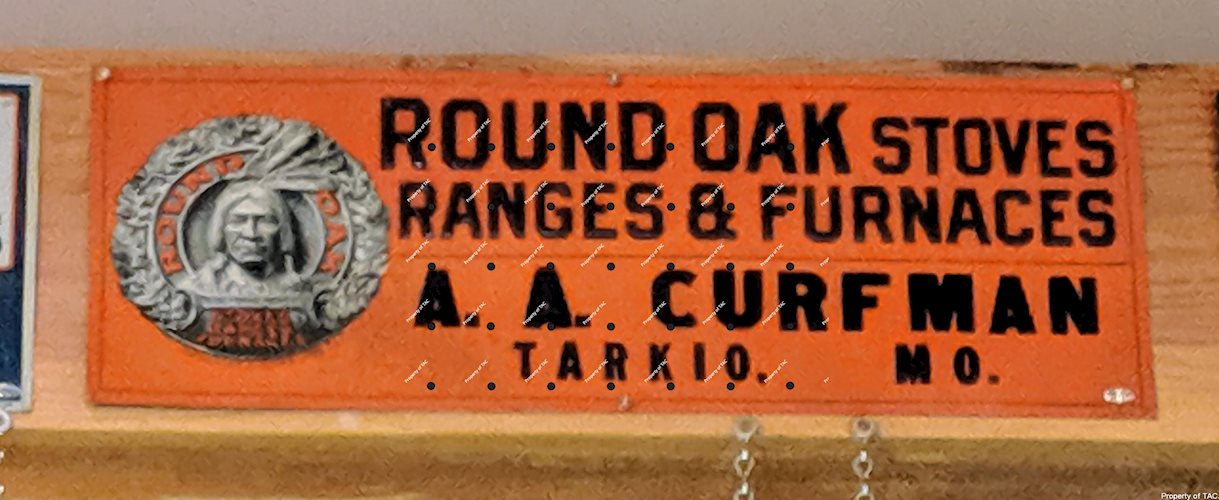 ROUND OAK STOVES
RANGES & FURNACES
A. A. CURFMAN
TARKIO. MO.
ROUND OAK
Property of TAC